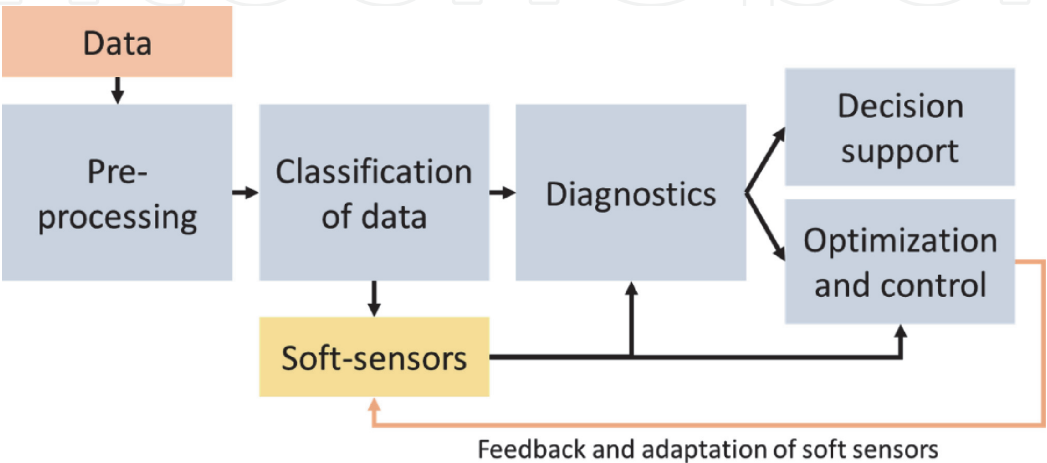 Data
Pre-
processing
Classification
of data
Diagnostics
Decision
support
Optimization
and control
Soft-sensors
Feedback and adaptation of soft sensors